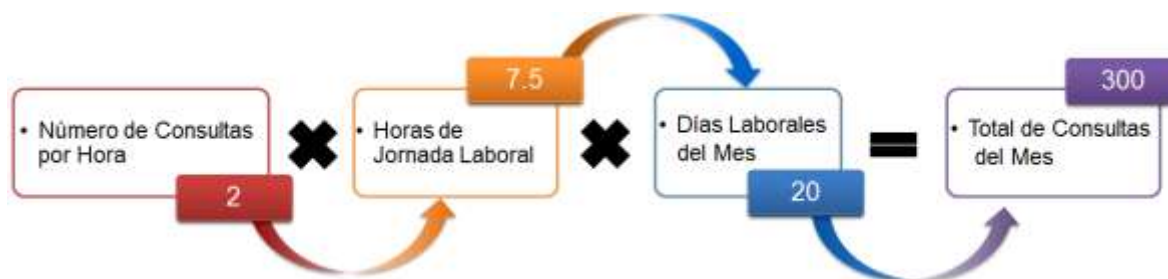 • Número de Consultas
por Hora
2
• Horas de
Jornada Laboral
7.5
• Días Laborales
del Mes
20
• Total de Consultas
del Mes
300